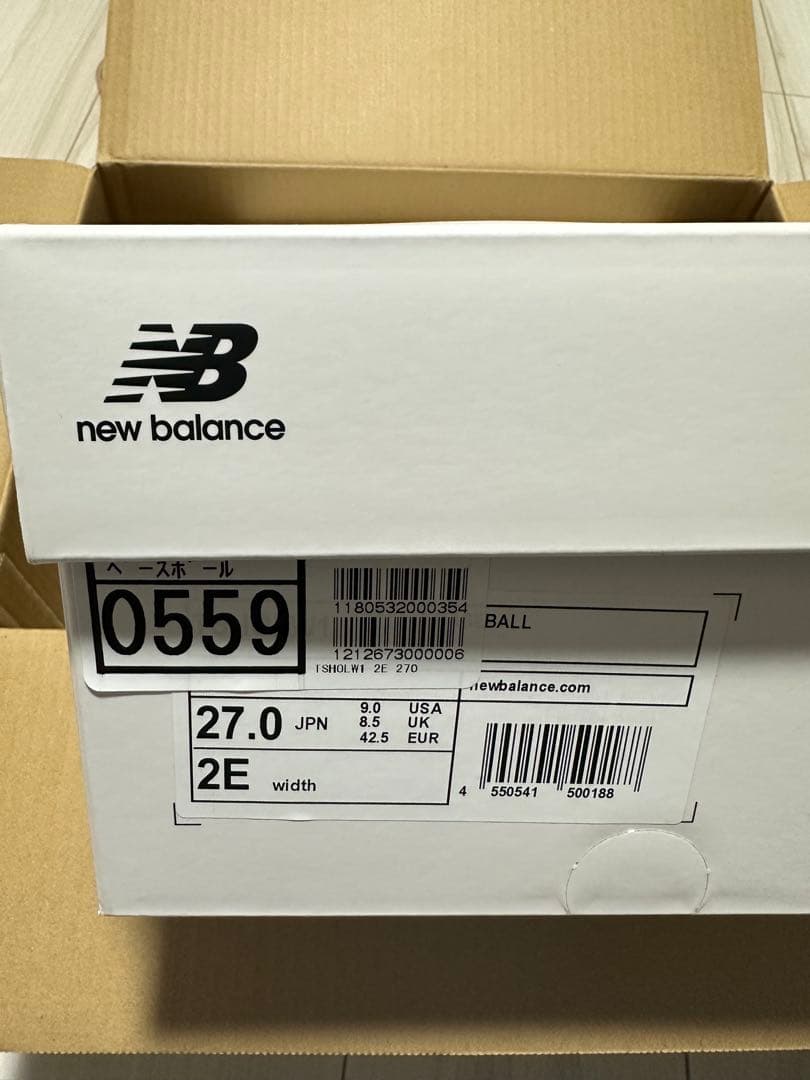 NB
new balance
ベースボール
0559
1180532000354
1212673000006
TSHOLW1 2E 270
BALL
newbalance.com
27.0 JPN
9.0 USA
8.5 UK
42.5 EUR
2E width
4 550541 500188